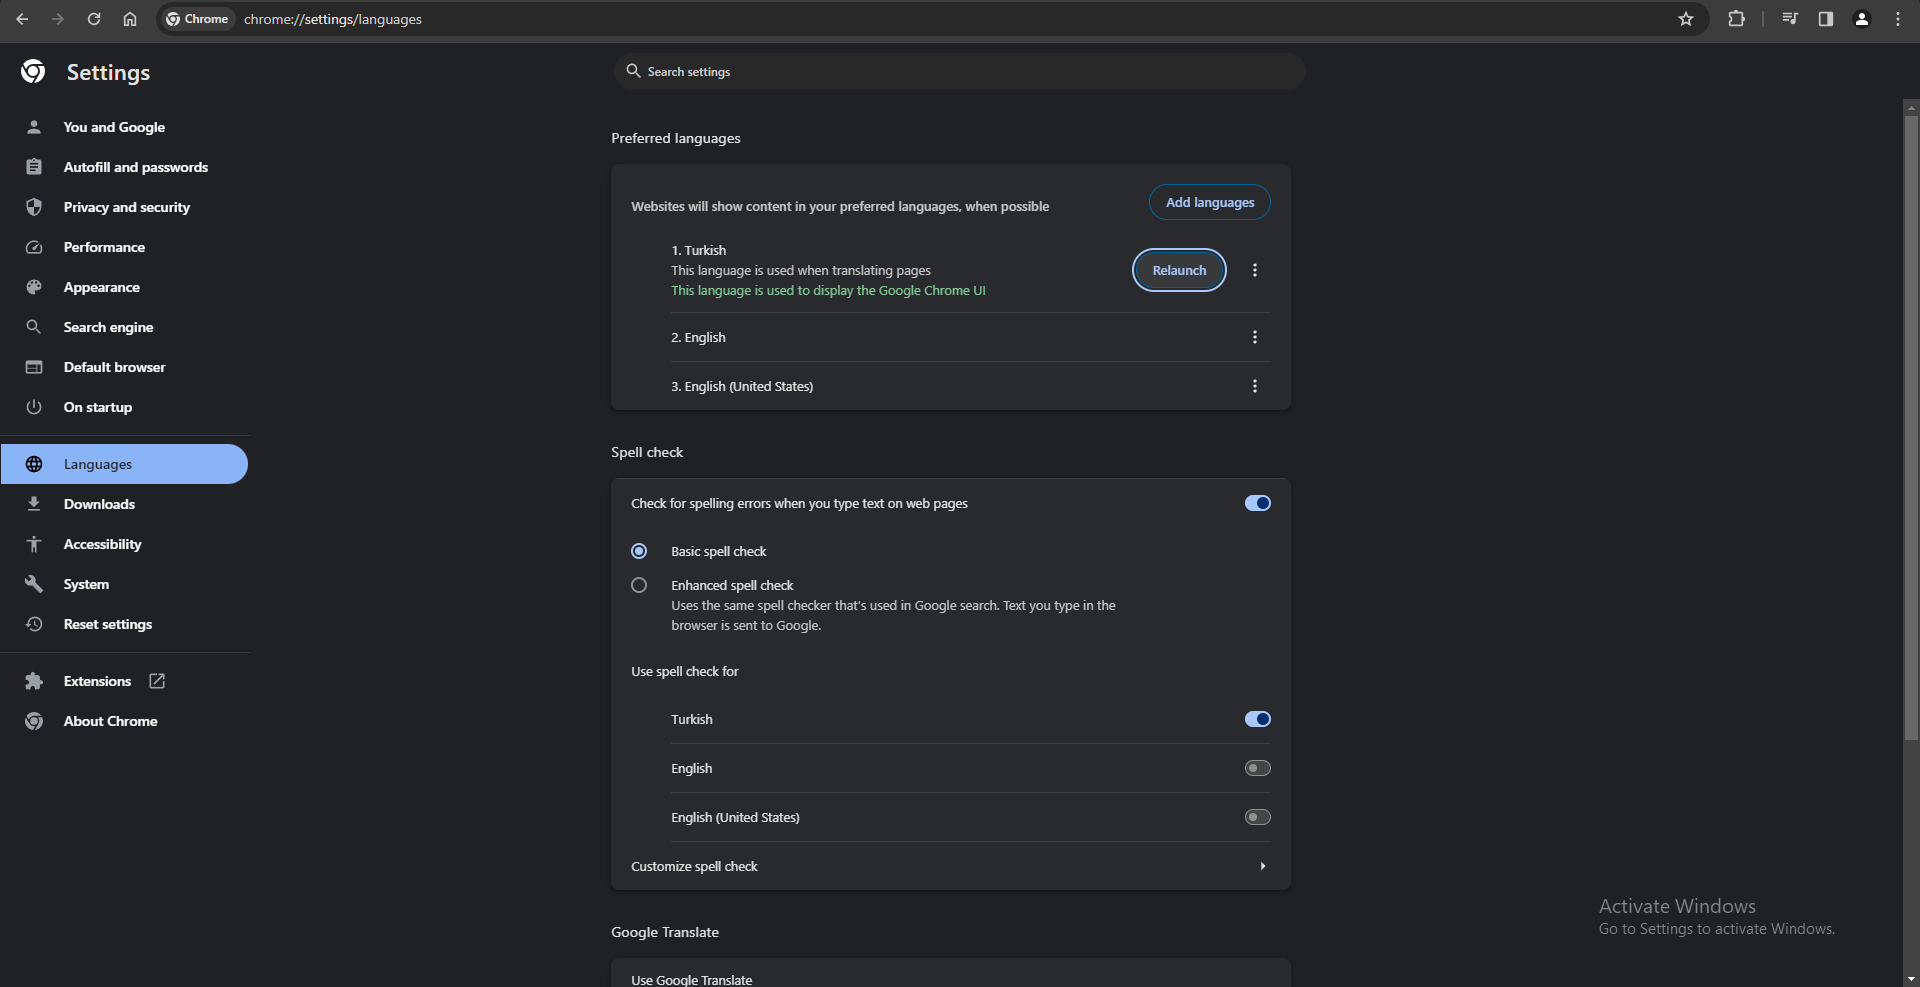 Chrome
chrome://settings/languages
Settings
Search settings
You and Google
Autofill and passwords
Privacy and security
Performance
Appearance
Search engine
Default browser
On startup
Languages
Downloads
Accessibility
System
Reset settings
Extensions
About Chrome
Preferred languages
Websites will show content in your preferred languages, when possible
Add languages
1. Turkish
This language is used when translating pages
This language is used to display the Google Chrome UI
Relaunch
2. English
3. English (United States)
Spell check
Check for spelling errors when you type text on web pages
Basic spell check
Enhanced spell check
Uses the same spell checker that's used in Google search. Text you type in the
browser is sent to Google.
Use spell check for
Turkish
English
English (United States)
Customize spell check
Google Translate
Use Google Translate
Activate Windows
Go to Settings to activate Windows.